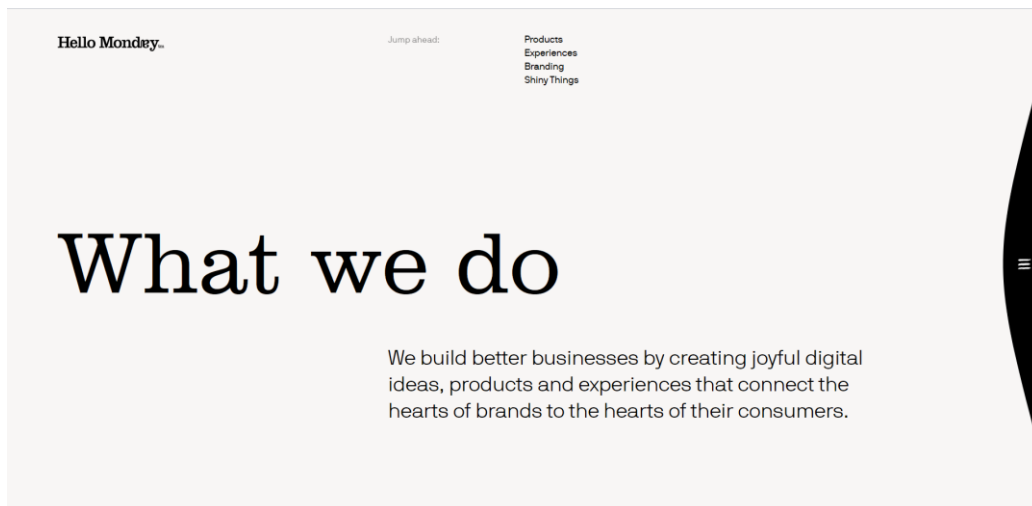 Hello Monday
Jump ahead:
Products
Experiences
Branding
Shiny Things
What we do
We build better businesses by creating joyful digital
ideas, products and experiences that connect the
hearts of brands to the hearts of their consumers.